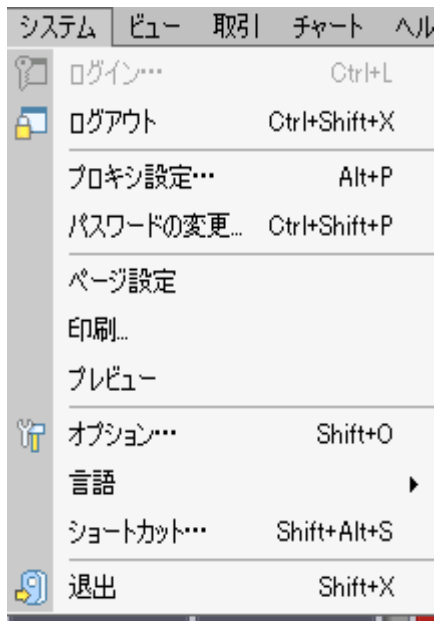 システム ビュー 取引 チャート ヘル
ログイン… Ctrl+L
ログアウト Ctrl+Shift+X
プロキシ設定… Alt+P
パスワードの変更... Ctrl+Shift+P
ページ設定
印刷...
プレビュー
オプション… Shift+O
言語
ショートカット… Shift+Alt+S
退出 Shift+X